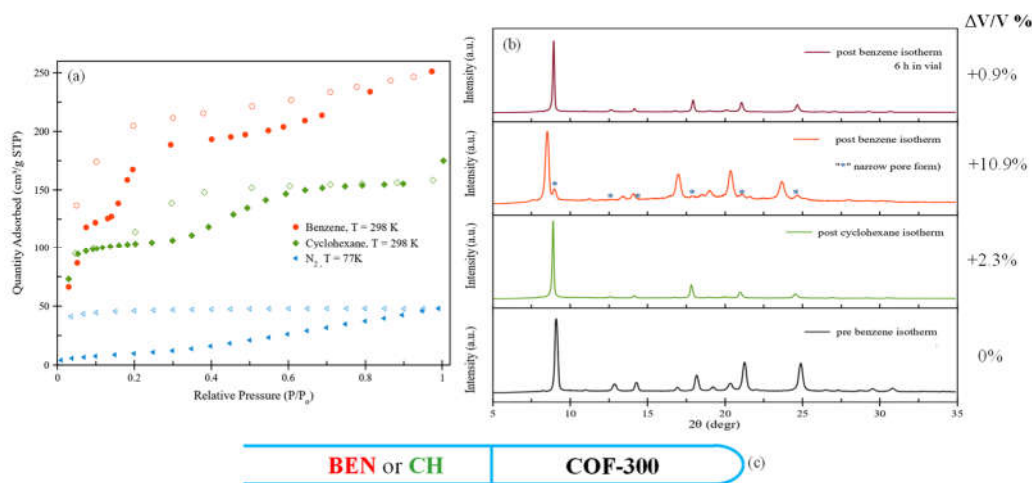 ΔV/V %
(a)
250
200
150
100
50
0
Quantity Adsorbed (cm³/g STP)
Benzene, T = 298 K
Cyclohexane, T = 298 K
N₂ , T = 77K
0
0.2
0.4
0.6
0.8
1
Relative Pressure (P/P₀)
(b)
Intensity (a.u.)
post benzene isotherm
6 h in vial
+0.9%
Intensity (a.u.)
post benzene isotherm
"*" narrow pore form)
* * * * * *
+10.9%
Intensity (a.u.)
post cyclohexane isotherm
+2.3%
Intensity (a.u.)
pre benzene isotherm
0%
5
10
15
20
25
30
35
2θ (degr)
BEN or CH
COF-300
(c)